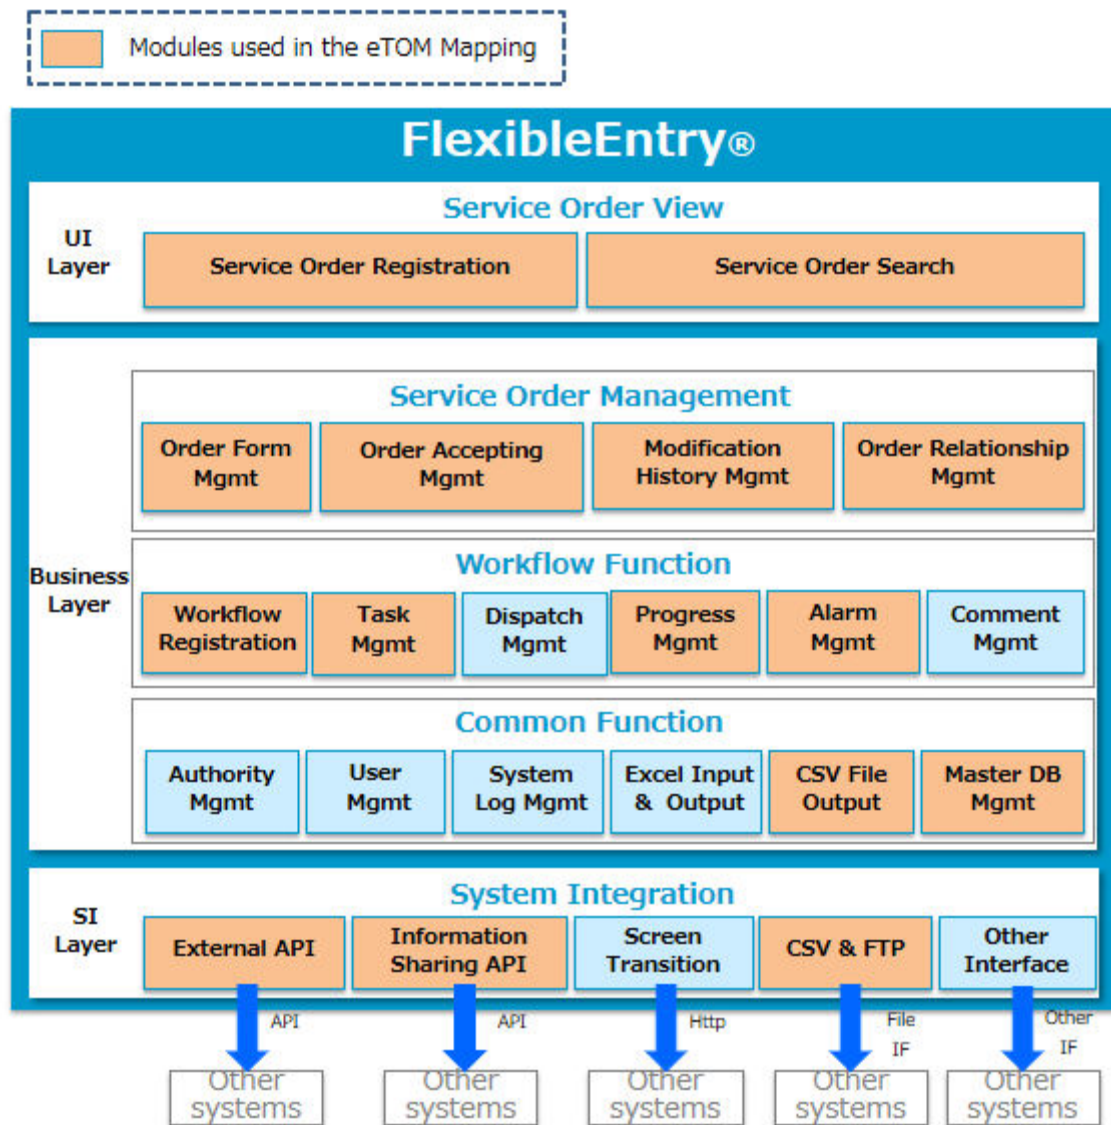 Modules used in the eTOM Mapping
FlexibleEntry®
Service Order View
UI
Layer
Service Order Registration
Service Order Search
Business
Layer
Service Order Management
Order Form
Mgmt
Order Accepting
Mgmt
Modification
History Mgmt
Order Relationship
Mgmt
Workflow Function
Workflow
Registration
Task
Mgmt
Dispatch
Mgmt
Progress
Mgmt
Alarm
Mgmt
Comment
Mgmt
Common Function
Authority
Mgmt
User
Mgmt
System
Log Mgmt
Excel Input
& Output
CSV File
Output
Master DB
Mgmt
SI
Layer
System Integration
External API
Information
Sharing API
Screen
Transition
CSV & FTP
Other
Interface
API
API
Http
File
IF
Other
IF
Other
systems
Other
systems
Other
systems
Other
systems
Other
systems